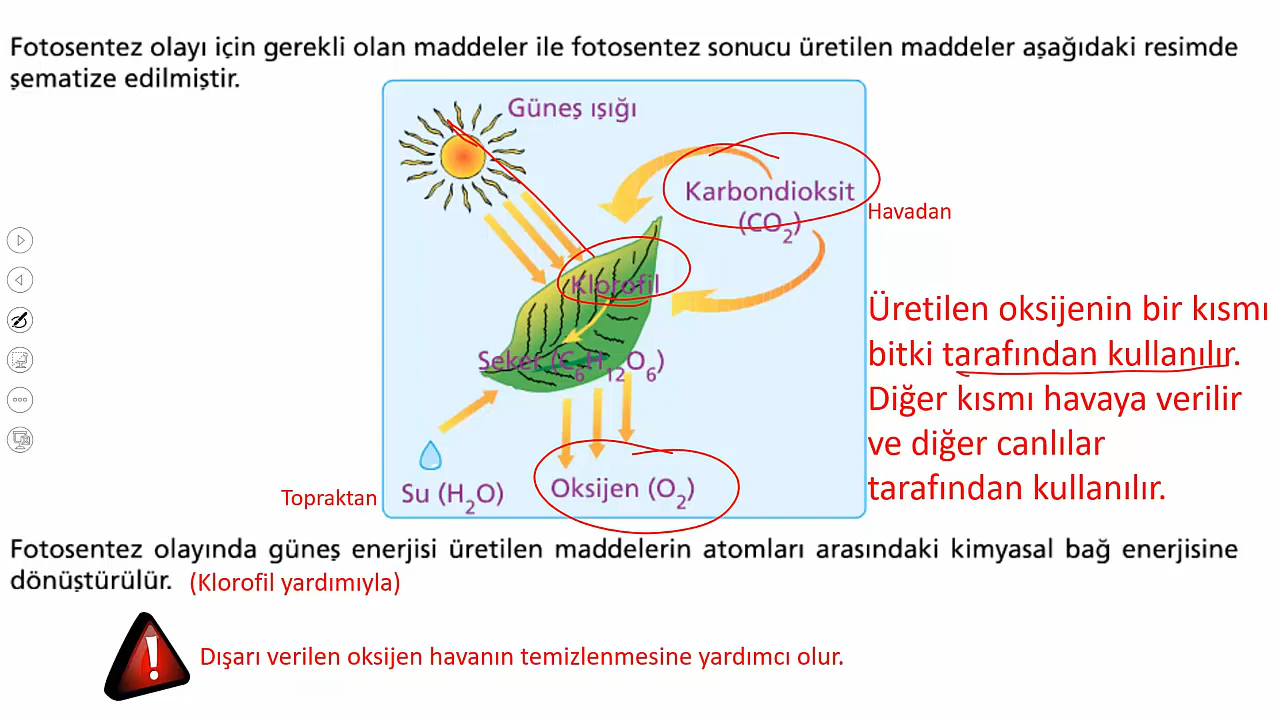 Fotosentez olayı için gerekli olan maddeler ile fotosentez sonucu üretilen maddeler aşağıdaki resimde
şematize edilmiştir.
Güneş ışığı
Karbondioksit
(CO₂)
Havadan
Klorofil
Üretilen oksijenin bir kısmı
bitki tarafından kullanılır.
Diğer kısmı havaya verilir
ve diğer canlılar
tarafından kullanılır.
Şeker (C₆H₁₂O₆)
Topraktan
Su (H₂O)
Oksijen (O₂)
Fotosentez olayında güneş enerjisi üretilen maddelerin atomları arasındaki kimyasal bağ enerjisine
dönüştürülür. (Klorofil yardımıyla)
Dışarı verilen oksijen havanın temizlenmesine yardımcı olur.